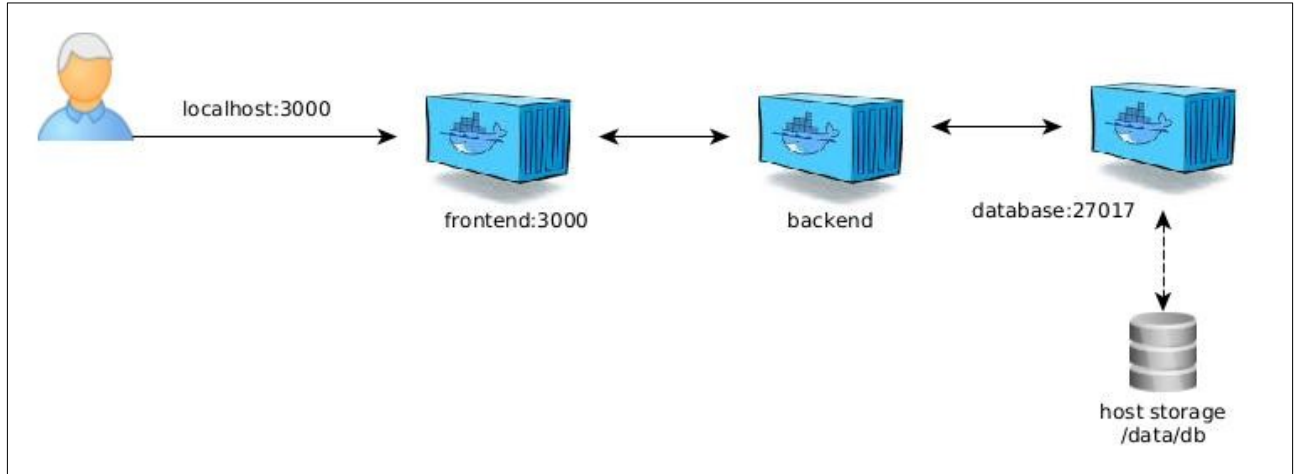 localhost:3000
frontend:3000
backend
database:27017
host storage
/data/db